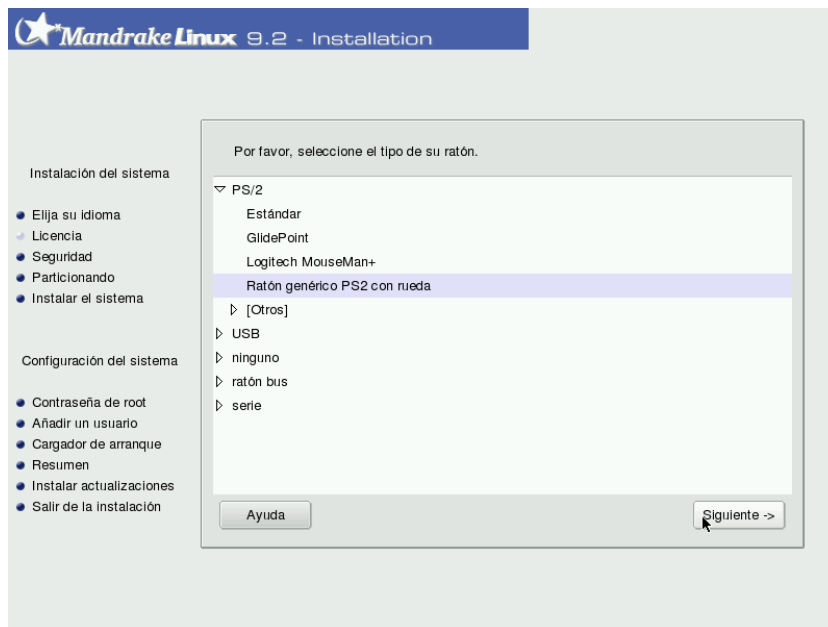 Mandrake Linux 9.2 - Installation
Instalación del sistema
Elija su idioma
Licencia
Seguridad
Particionando
Instalar el sistema
Configuración del sistema
Contraseña de root
Añadir un usuario
Cargador de arranque
Resumen
Instalar actualizaciones
Salir de la instalación
Por favor, seleccione el tipo de su ratón.
PS/2
Estándar
GlidePoint
Logitech MouseMan+
Ratón genérico PS2 con rueda
[Otros]
USB
ninguno
ratón bus
serie
Ayuda
Siguiente ->